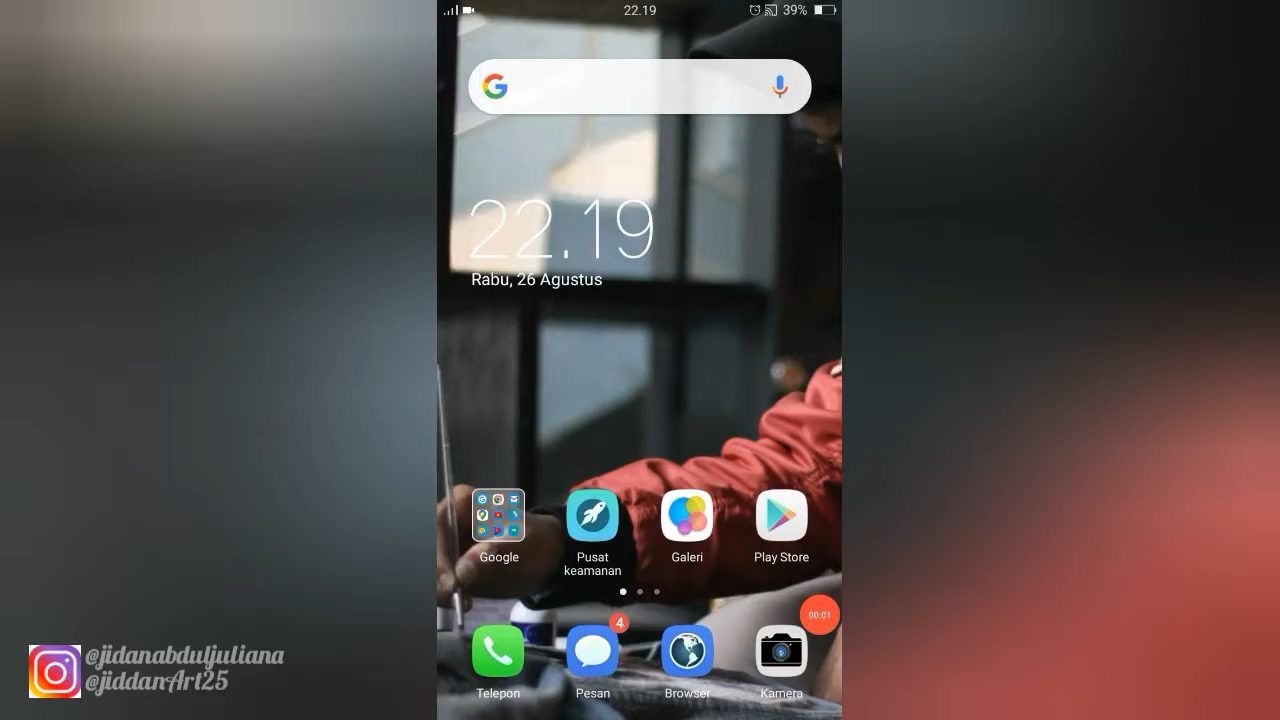 22.19
39%
22.19
Rabu, 26 Agustus
Google
Pusat
keamanan
Galeri
Play Store
00:01
4
Telepon
Pesan
Browser
Kamera
@jidanabduljuliana
@jiddanArt25